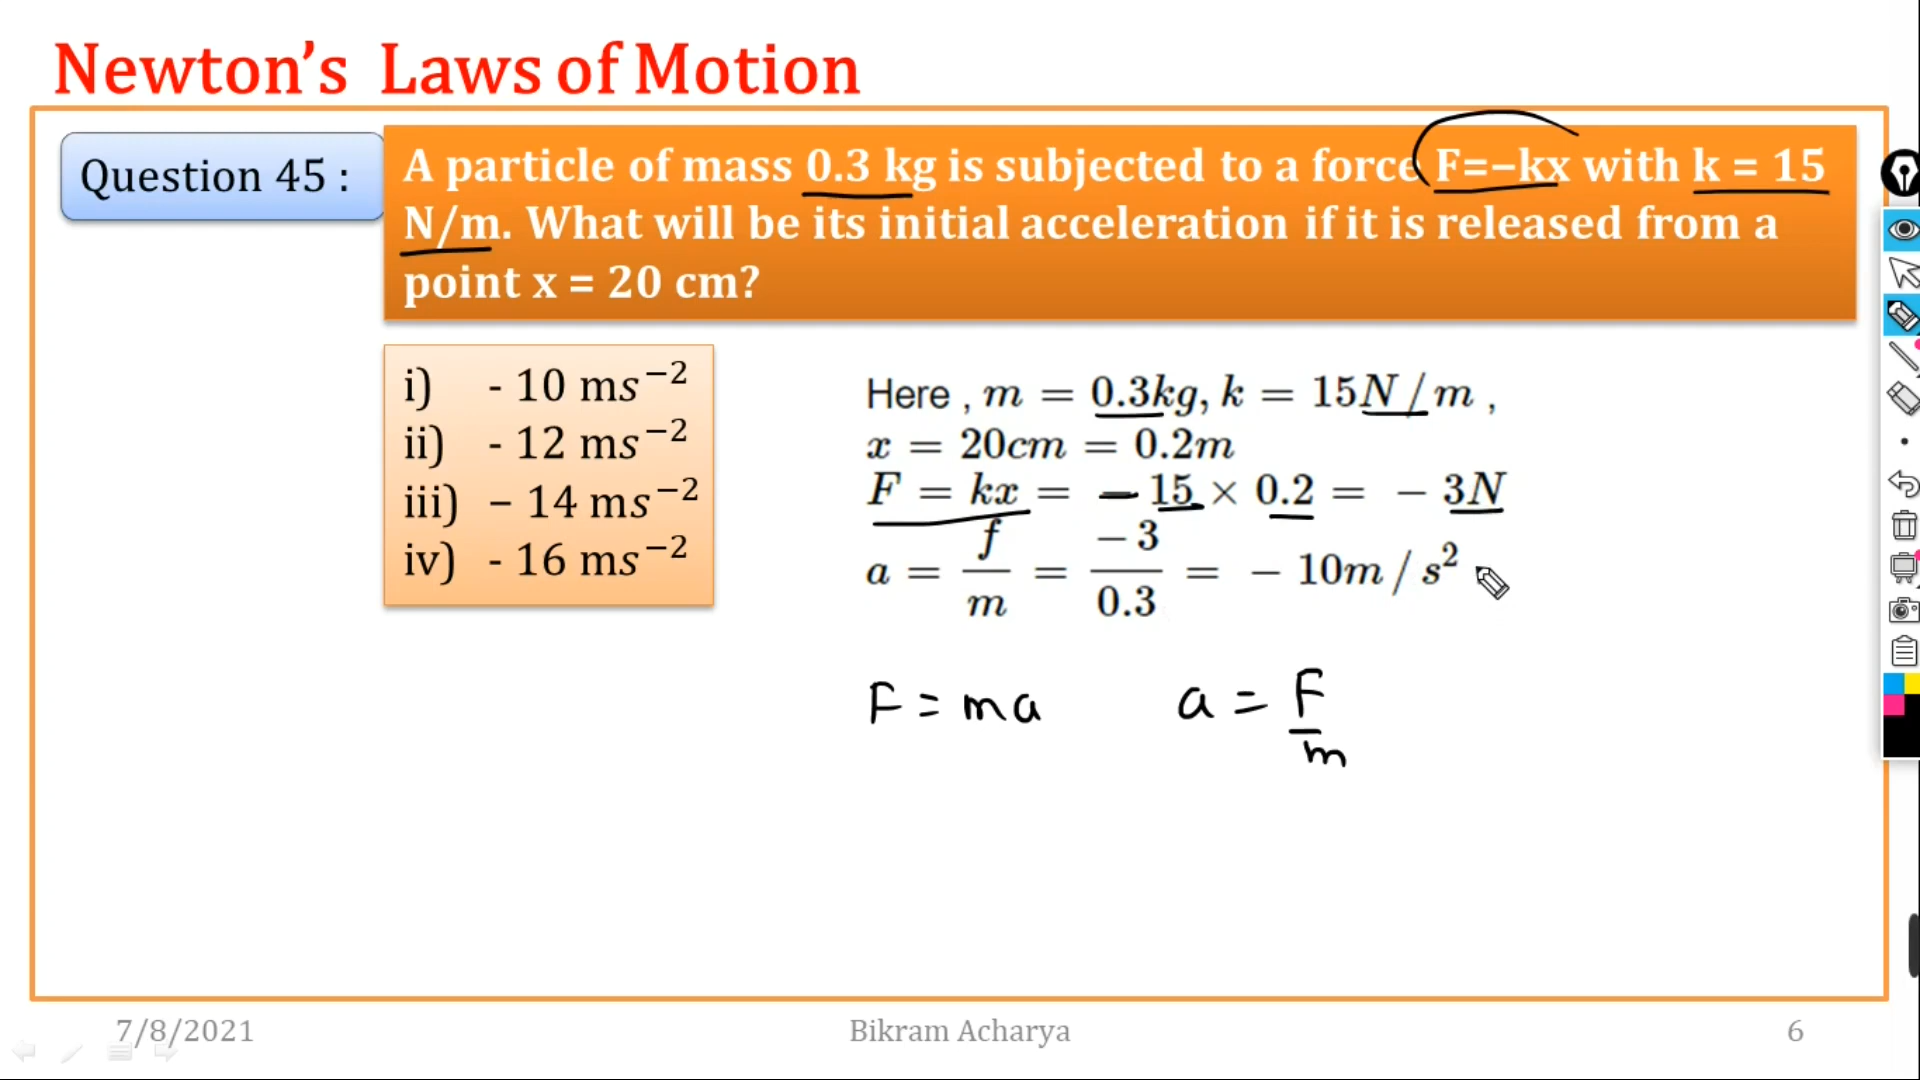 Newton's Laws of Motion
Question 45 :
A particle of mass 0.3 kg is subjected to a force F=−kx with k = 15
N/m. What will be its initial acceleration if it is released from a
point x = 20 cm?
i) - 10 ms⁻²
ii) - 12 ms⁻²
iii) – 14 ms⁻²
iv) - 16 ms⁻²
Here , m = 0.3kg, k = 15N / m ,
x = 20cm = 0.2m
F = kx = − 15 × 0.2 = − 3N
a = f/m = −3/0.3 = − 10m / s²
F = ma a = F/m
7/8/2021
Bikram Acharya
6